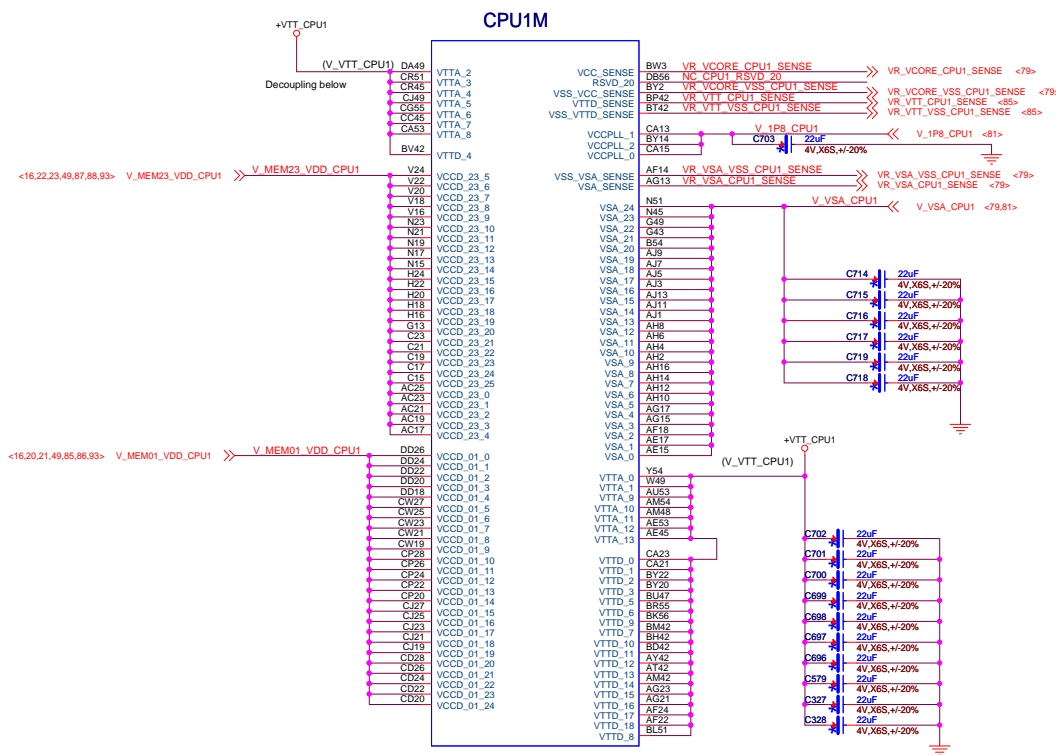 CPU1M
+VTT_CPU1
(V_VTT_CPU1)
Decoupling below
DA49 VTTA_2
CR51 VTTA_3
CR45 VTTA_4
CJ49 VTTA_5
CG55 VTTA_6
CC45 VTTA_7
CA53 VTTA_8
BV42 VTTD_4
<16,22,23,49,87,88,93> V_MEM23_VDD_CPU1 V_MEM23_VDD_CPU1
V24 VCCD_23_5
V22 VCCD_23_6
V20 VCCD_23_7
V18 VCCD_23_8
V16 VCCD_23_9
N23 VCCD_23_10
N21 VCCD_23_11
N19 VCCD_23_12
N17 VCCD_23_13
N15 VCCD_23_14
H24 VCCD_23_15
H22 VCCD_23_16
H20 VCCD_23_17
H18 VCCD_23_18
H16 VCCD_23_19
G13 VCCD_23_20
C23 VCCD_23_21
C21 VCCD_23_22
C19 VCCD_23_23
C17 VCCD_23_24
C15 VCCD_23_25
AC25 VCCD_23_0
AC23 VCCD_23_1
AC21 VCCD_23_2
AC19 VCCD_23_3
AC17 VCCD_23_4
<16,20,21,49,85,86,93> V_MEM01_VDD_CPU1 V_MEM01_VDD_CPU1
DD26 VCCD_01_0
DD24 VCCD_01_1
DD22 VCCD_01_2
DD20 VCCD_01_3
DD18 VCCD_01_4
CW27 VCCD_01_5
CW25 VCCD_01_6
CW23 VCCD_01_7
CW21 VCCD_01_8
CW19 VCCD_01_9
CP28 VCCD_01_10
CP26 VCCD_01_11
CP24 VCCD_01_12
CP22 VCCD_01_13
CP20 VCCD_01_14
CJ27 VCCD_01_15
CJ25 VCCD_01_16
CJ23 VCCD_01_17
CJ21 VCCD_01_18
CJ19 VCCD_01_19
CD28 VCCD_01_20
CD26 VCCD_01_21
CD24 VCCD_01_22
CD22 VCCD_01_23
CD20 VCCD_01_24
VCC_SENSE BW3 VR_VCORE_CPU1_SENSE VR_VCORE_CPU1_SENSE <79>
RSVD_20 DB56 NC_CPU1_RSVD_20
VSS_VCC_SENSE BY2 VR_VCORE_VSS_CPU1_SENSE VR_VCORE_VSS_CPU1_SENSE <79>
VTTD_SENSE BP42 VR_VTT_CPU1_SENSE VR_VTT_CPU1_SENSE <85>
VSS_VTTD_SENSE BT42 VR_VTT_VSS_CPU1_SENSE VR_VTT_VSS_CPU1_SENSE <85>
VCCPLL_1 CA13 V_1P8_CPU1 V_1P8_CPU1 <81>
VCCPLL_2 BY14
VCCPLL_0 CA15
C703 22uF
4V,X6S,+/-20%
VSS_VSA_SENSE AF14 VR_VSA_VSS_CPU1_SENSE VR_VSA_VSS_CPU1_SENSE <79>
VSA_SENSE AG13 VR_VSA_CPU1_SENSE VR_VSA_CPU1_SENSE <79>
VSA_24 N51 V_VSA_CPU1 V_VSA_CPU1 <79,81>
VSA_23 N45
VSA_22 G49
VSA_21 G43
VSA_20 B54
VSA_19 AJ9
VSA_18 AJ7
VSA_17 AJ5
VSA_16 AJ3
VSA_15 AJ13
VSA_14 AJ11
VSA_13 AJ1
VSA_12 AH8
VSA_11 AH6
VSA_10 AH4
VSA_9 AH2
VSA_8 AH16
VSA_7 AH14
VSA_6 AH12
VSA_5 AH10
VSA_4 AG17
VSA_3 AG15
VSA_2 AF18
VSA_1 AE17
VSA_0 AE15
C714 22uF
4V,X6S,+/-20%
C715 22uF
4V,X6S,+/-20%
C716 22uF
4V,X6S,+/-20%
C717 22uF
4V,X6S,+/-20%
C719 22uF
4V,X6S,+/-20%
C718 22uF
4V,X6S,+/-20%
+VTT_CPU1
(V_VTT_CPU1)
VTTA_0 Y54
VTTA_1 W49
VTTA_9 AU53
VTTA_10 AM54
VTTA_11 AM48
VTTA_12 AE53
VTTA_13 AE45
VTTD_0 CA23
VTTD_1 CA21
VTTD_2 BY22
VTTD_3 BY20
VTTD_5 BU47
VTTD_6 BR55
VTTD_9 BK56
VTTD_7 BM42
VTTD_10 BH42
VTTD_11 BD42
VTTD_12 AY42
VTTD_13 AT42
VTTD_14 AM42
VTTD_15 AG23
VTTD_16 AG21
VTTD_17 AF24
VTTD_18 AF22
VTTD_8 BL51
C702 22uF
4V,X6S,+/-20%
C701 22uF
4V,X6S,+/-20%
C700 22uF
4V,X6S,+/-20%
C699 22uF
4V,X6S,+/-20%
C698 22uF
4V,X6S,+/-20%
C697 22uF
4V,X6S,+/-20%
C696 22uF
4V,X6S,+/-20%
C579 22uF
4V,X6S,+/-20%
C327 22uF
4V,X6S,+/-20%
C328 22uF
4V,X6S,+/-20%